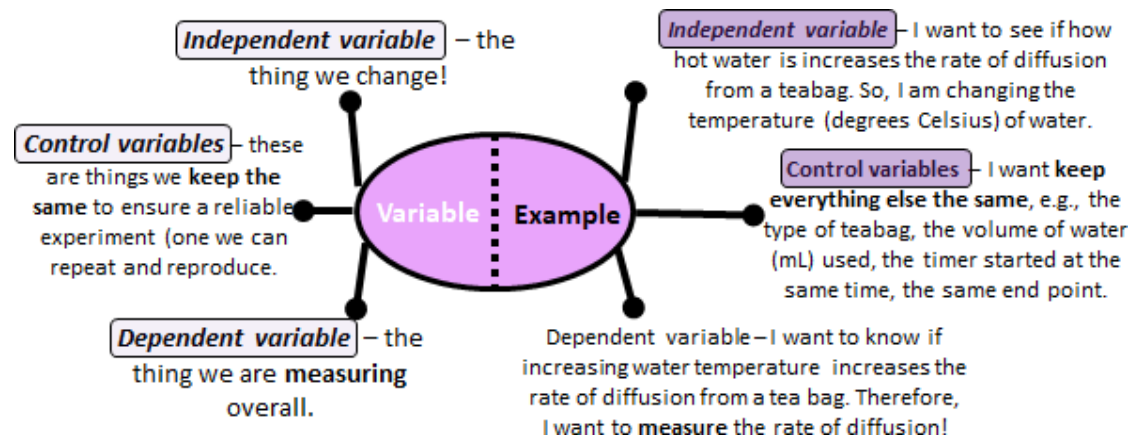 Independent variable – the
thing we change!
Control variables – these
are things we keep the
same to ensure a reliable
experiment (one we can
repeat and reproduce.
Dependent variable – the
thing we are measuring
overall.
Variable
Example
Independent variable – I want to see if how
hot water is increases the rate of diffusion
from a teabag. So, I am changing the
temperature (degrees Celsius) of water.
Control variables – I want keep
everything else the same, e.g., the
type of teabag, the volume of water
(mL) used, the timer started at the
same time, the same end point.
Dependent variable – I want to know if
increasing water temperature increases the
rate of diffusion from a tea bag. Therefore,
I want to measure the rate of diffusion!